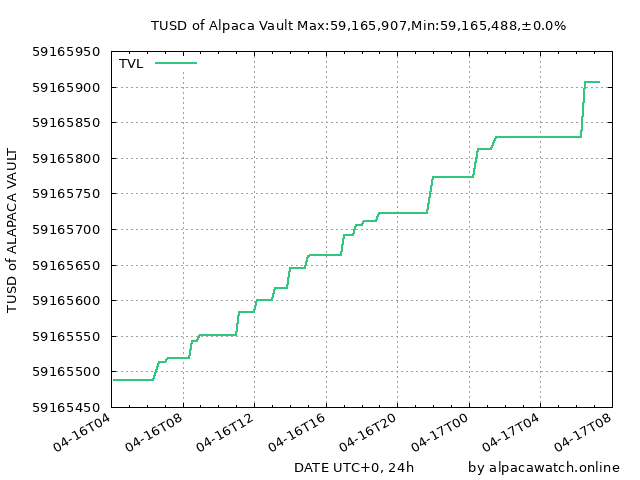 TUSD of Alpaca Vault Max:59,165,907,Min:59,165,488,±0.0%
TVL
59165950
59165900
59165850
59165800
59165750
59165700
59165650
59165600
59165550
59165500
59165450
TUSD of ALAPACA VAULT
04-16T04
04-16T08
04-16T12
04-16T16
04-16T20
04-17T00
04-17T04
04-17T08
DATE UTC+0, 24h
by alpacawatch.online